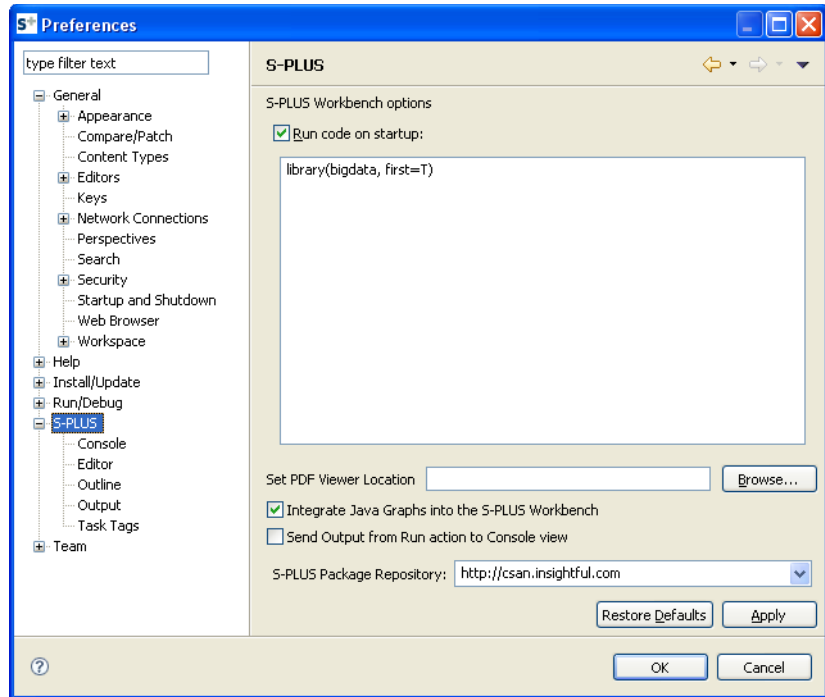 S+ Preferences
type filter text
General
Appearance
Compare/Patch
Content Types
Editors
Keys
Network Connections
Perspectives
Search
Security
Startup and Shutdown
Web Browser
Workspace
Help
Install/Update
Run/Debug
S-PLUS
Console
Editor
Outline
Output
Task Tags
Team
S-PLUS
S-PLUS Workbench options
Run code on startup:
library(bigdata, first=T)
Set PDF Viewer Location
Browse...
Integrate Java Graphs into the S-PLUS Workbench
Send Output from Run action to Console view
S-PLUS Package Repository: http://csan.insightful.com
Restore Defaults Apply
? OK Cancel